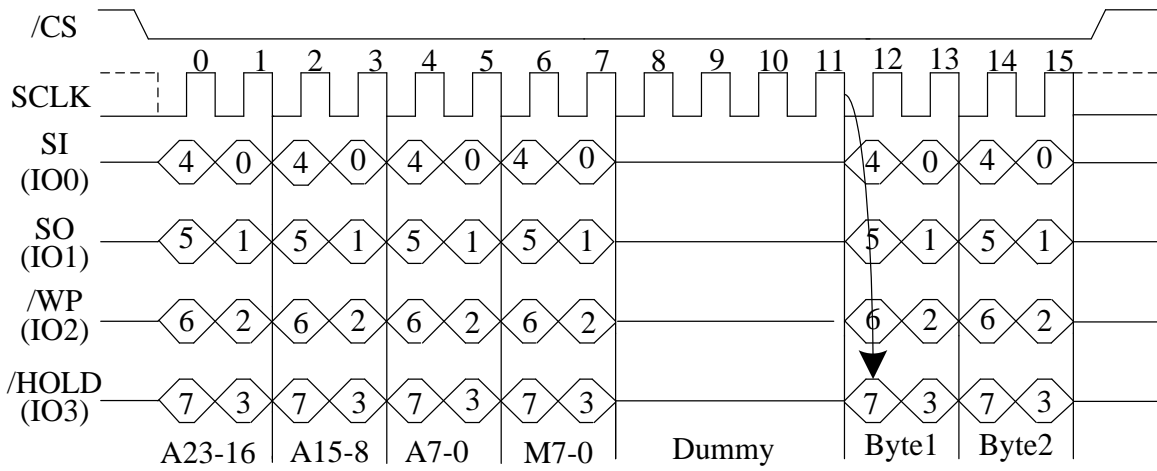 /CS
0 1 2 3 4 5 6 7 8 9 10 11 12 13 14 15
SCLK
SI
(IO0)
4 0 4 0 4 0 4 0 4 0 4 0
SO
(IO1)
5 1 5 1 5 1 5 1 5 1 5 1
/WP
(IO2)
6 2 6 2 6 2 6 2 6 2 6 2
/HOLD
(IO3)
7 3 7 3 7 3 7 3 7 3 7 3
A23-16 A15-8 A7-0 M7-0 Dummy Byte1 Byte2